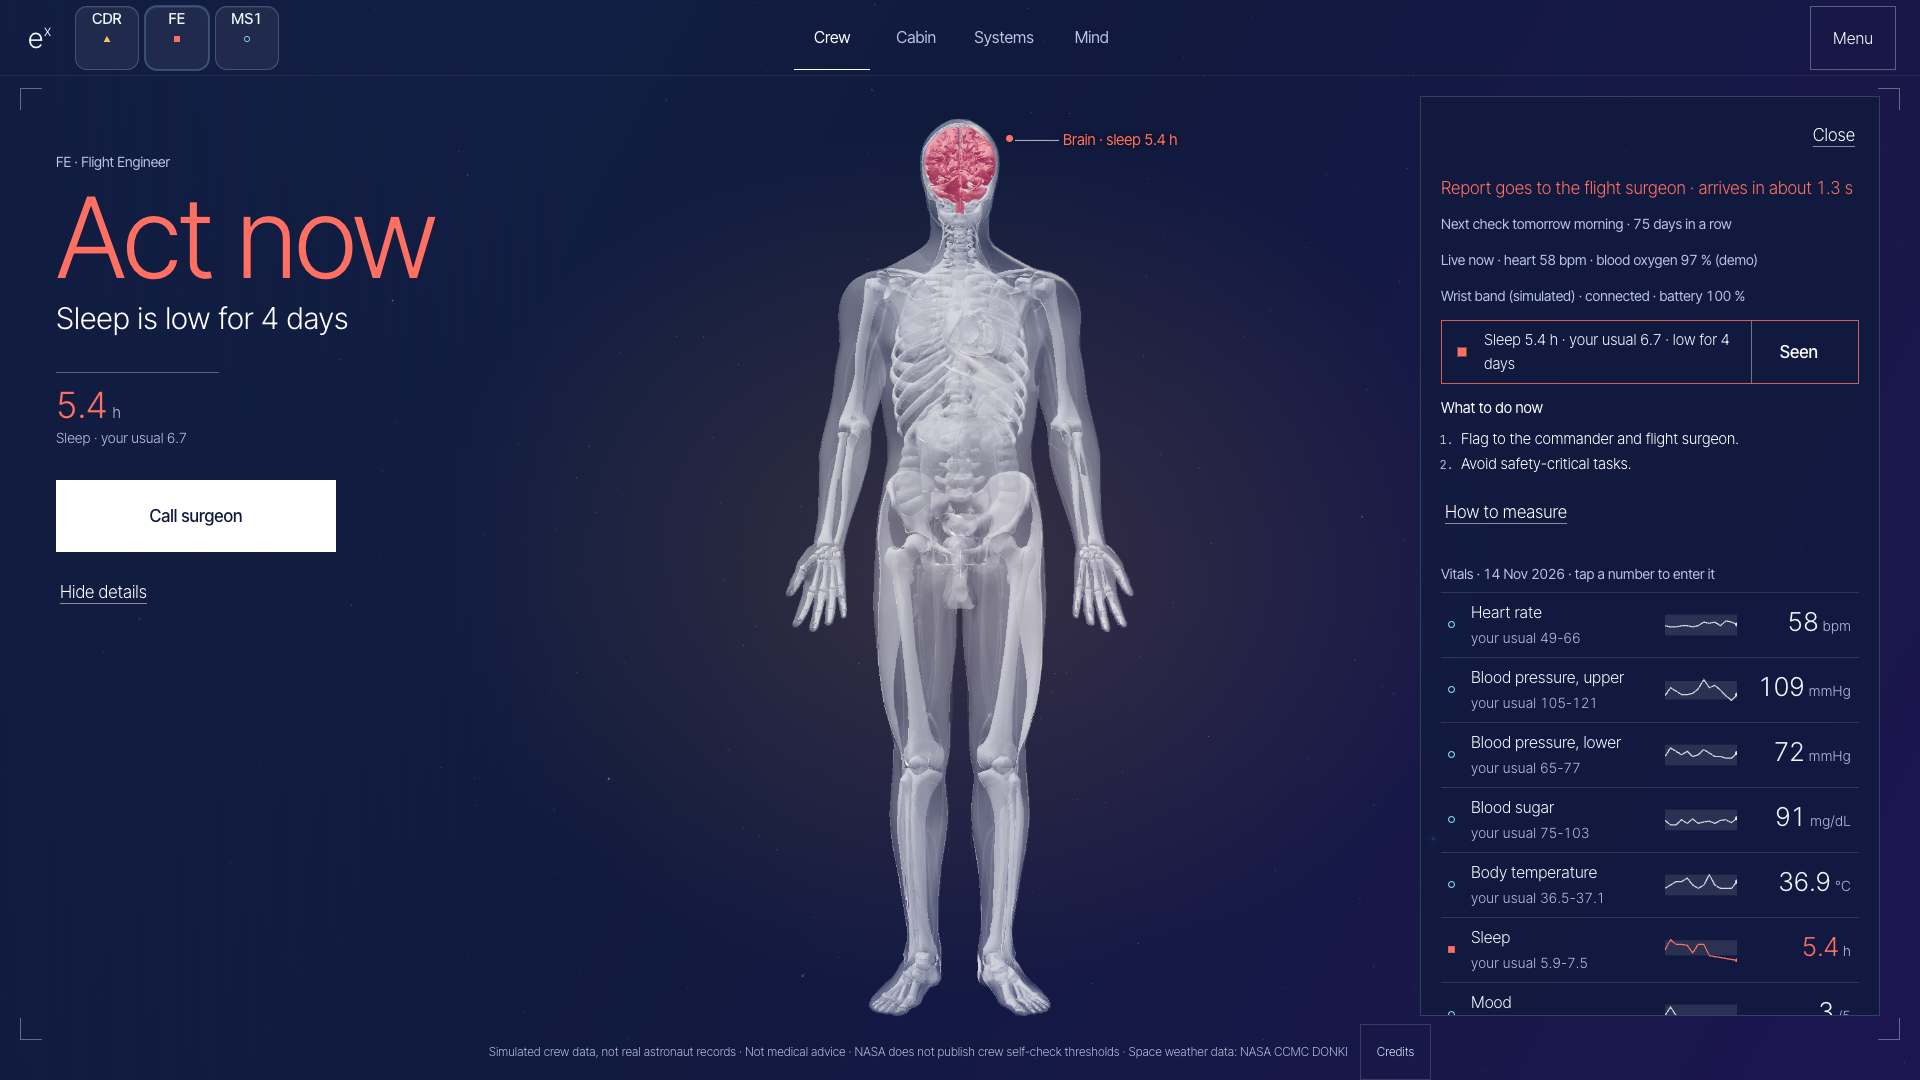 eˣ
CDR
FE
MS1
Crew
Cabin
Systems
Mind
Menu
FE · Flight Engineer
Act now
Sleep is low for 4 days
5.4 h
Sleep · your usual 6.7
Call surgeon
Hide details
Brain · sleep 5.4 h
Close
Report goes to the flight surgeon · arrives in about 1.3 s
Next check tomorrow morning · 75 days in a row
Live now · heart 58 bpm · blood oxygen 97 % (demo)
Wrist band (simulated) · connected · battery 100 %
Sleep 5.4 h · your usual 6.7 · low for 4
days
Seen
What to do now
1. Flag to the commander and flight surgeon.
2. Avoid safety-critical tasks.
How to measure
Vitals · 14 Nov 2026 · tap a number to enter it
Heart rate
your usual 49-66
58 bpm
Blood pressure, upper
your usual 105-121
109 mmHg
Blood pressure, lower
your usual 65-77
72 mmHg
Blood sugar
your usual 75-103
91 mg/dL
Body temperature
your usual 36.5-37.1
36.9 °C
Sleep
your usual 5.9-7.5
5.4 h
Mood
3 /5
Simulated crew data, not real astronaut records · Not medical advice · NASA does not publish crew self-check thresholds · Space weather data: NASA CCMC DONKI
Credits